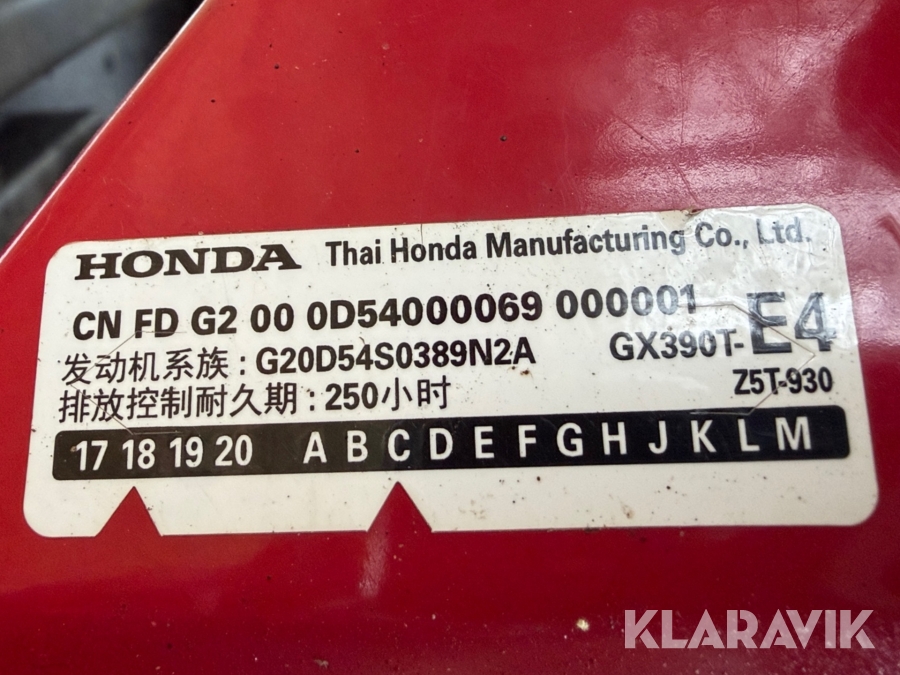 HONDA Thai Honda Manufacturing Co., Ltd.
CN FD G2 00 0D54000069 000001
发动机系族：G20D54S0389N2A GX390T-E4
排放控制耐久期：250小时 Z5T-930
17 18 19 20 A B C D E F G H J K L M
KLARAVIK